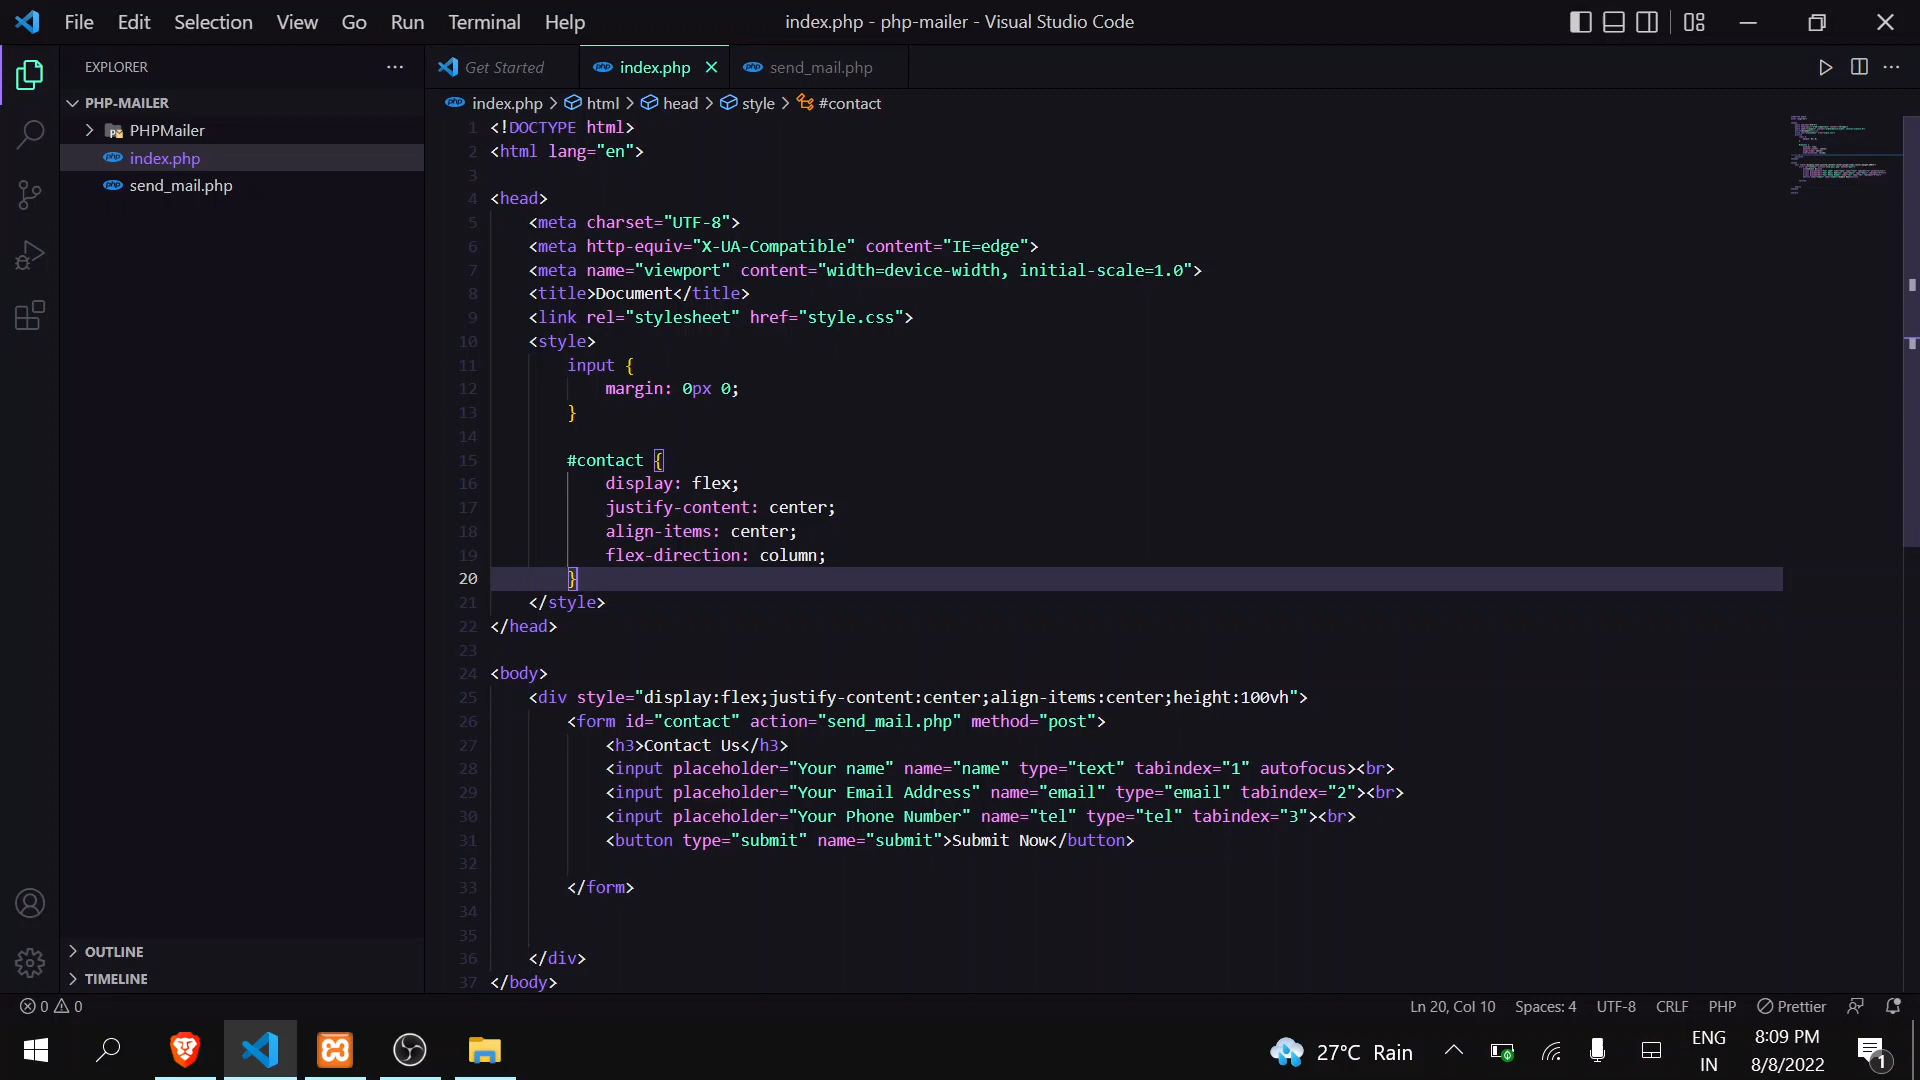 File Edit Selection View Go Run Terminal Help index.php - php-mailer - Visual Studio Code
EXPLORER
PHP-MAILER
PHPMailer
php index.php
php send_mail.php
OUTLINE
TIMELINE
Get Started php index.php php send_mail.php
php index.php > html > head > style > #contact
1 <!DOCTYPE html>
2 <html lang="en">
3
4 <head>
5 <meta charset="UTF-8">
6 <meta http-equiv="X-UA-Compatible" content="IE=edge">
7 <meta name="viewport" content="width=device-width, initial-scale=1.0">
8 <title>Document</title>
9 <link rel="stylesheet" href="style.css">
10 <style>
11 input {
12 margin: 0px 0;
13 }
14
15 #contact {
16 display: flex;
17 justify-content: center;
18 align-items: center;
19 flex-direction: column;
20 }
21 </style>
22 </head>
23
24 <body>
25 <div style="display:flex;justify-content:center;align-items:center;height:100vh">
26 <form id="contact" action="send_mail.php" method="post">
27 <h3>Contact Us</h3>
28 <input placeholder="Your name" name="name" type="text" tabindex="1" autofocus><br>
29 <input placeholder="Your Email Address" name="email" type="email" tabindex="2"><br>
30 <input placeholder="Your Phone Number" name="tel" type="tel" tabindex="3"><br>
31 <button type="submit" name="submit">Submit Now</button>
32
33 </form>
34
35
36 </div>
37 </body>
0 0 Ln 20, Col 10 Spaces: 4 UTF-8 CRLF PHP Prettier
27°C Rain ENG IN 8:09 PM 8/8/2022 1